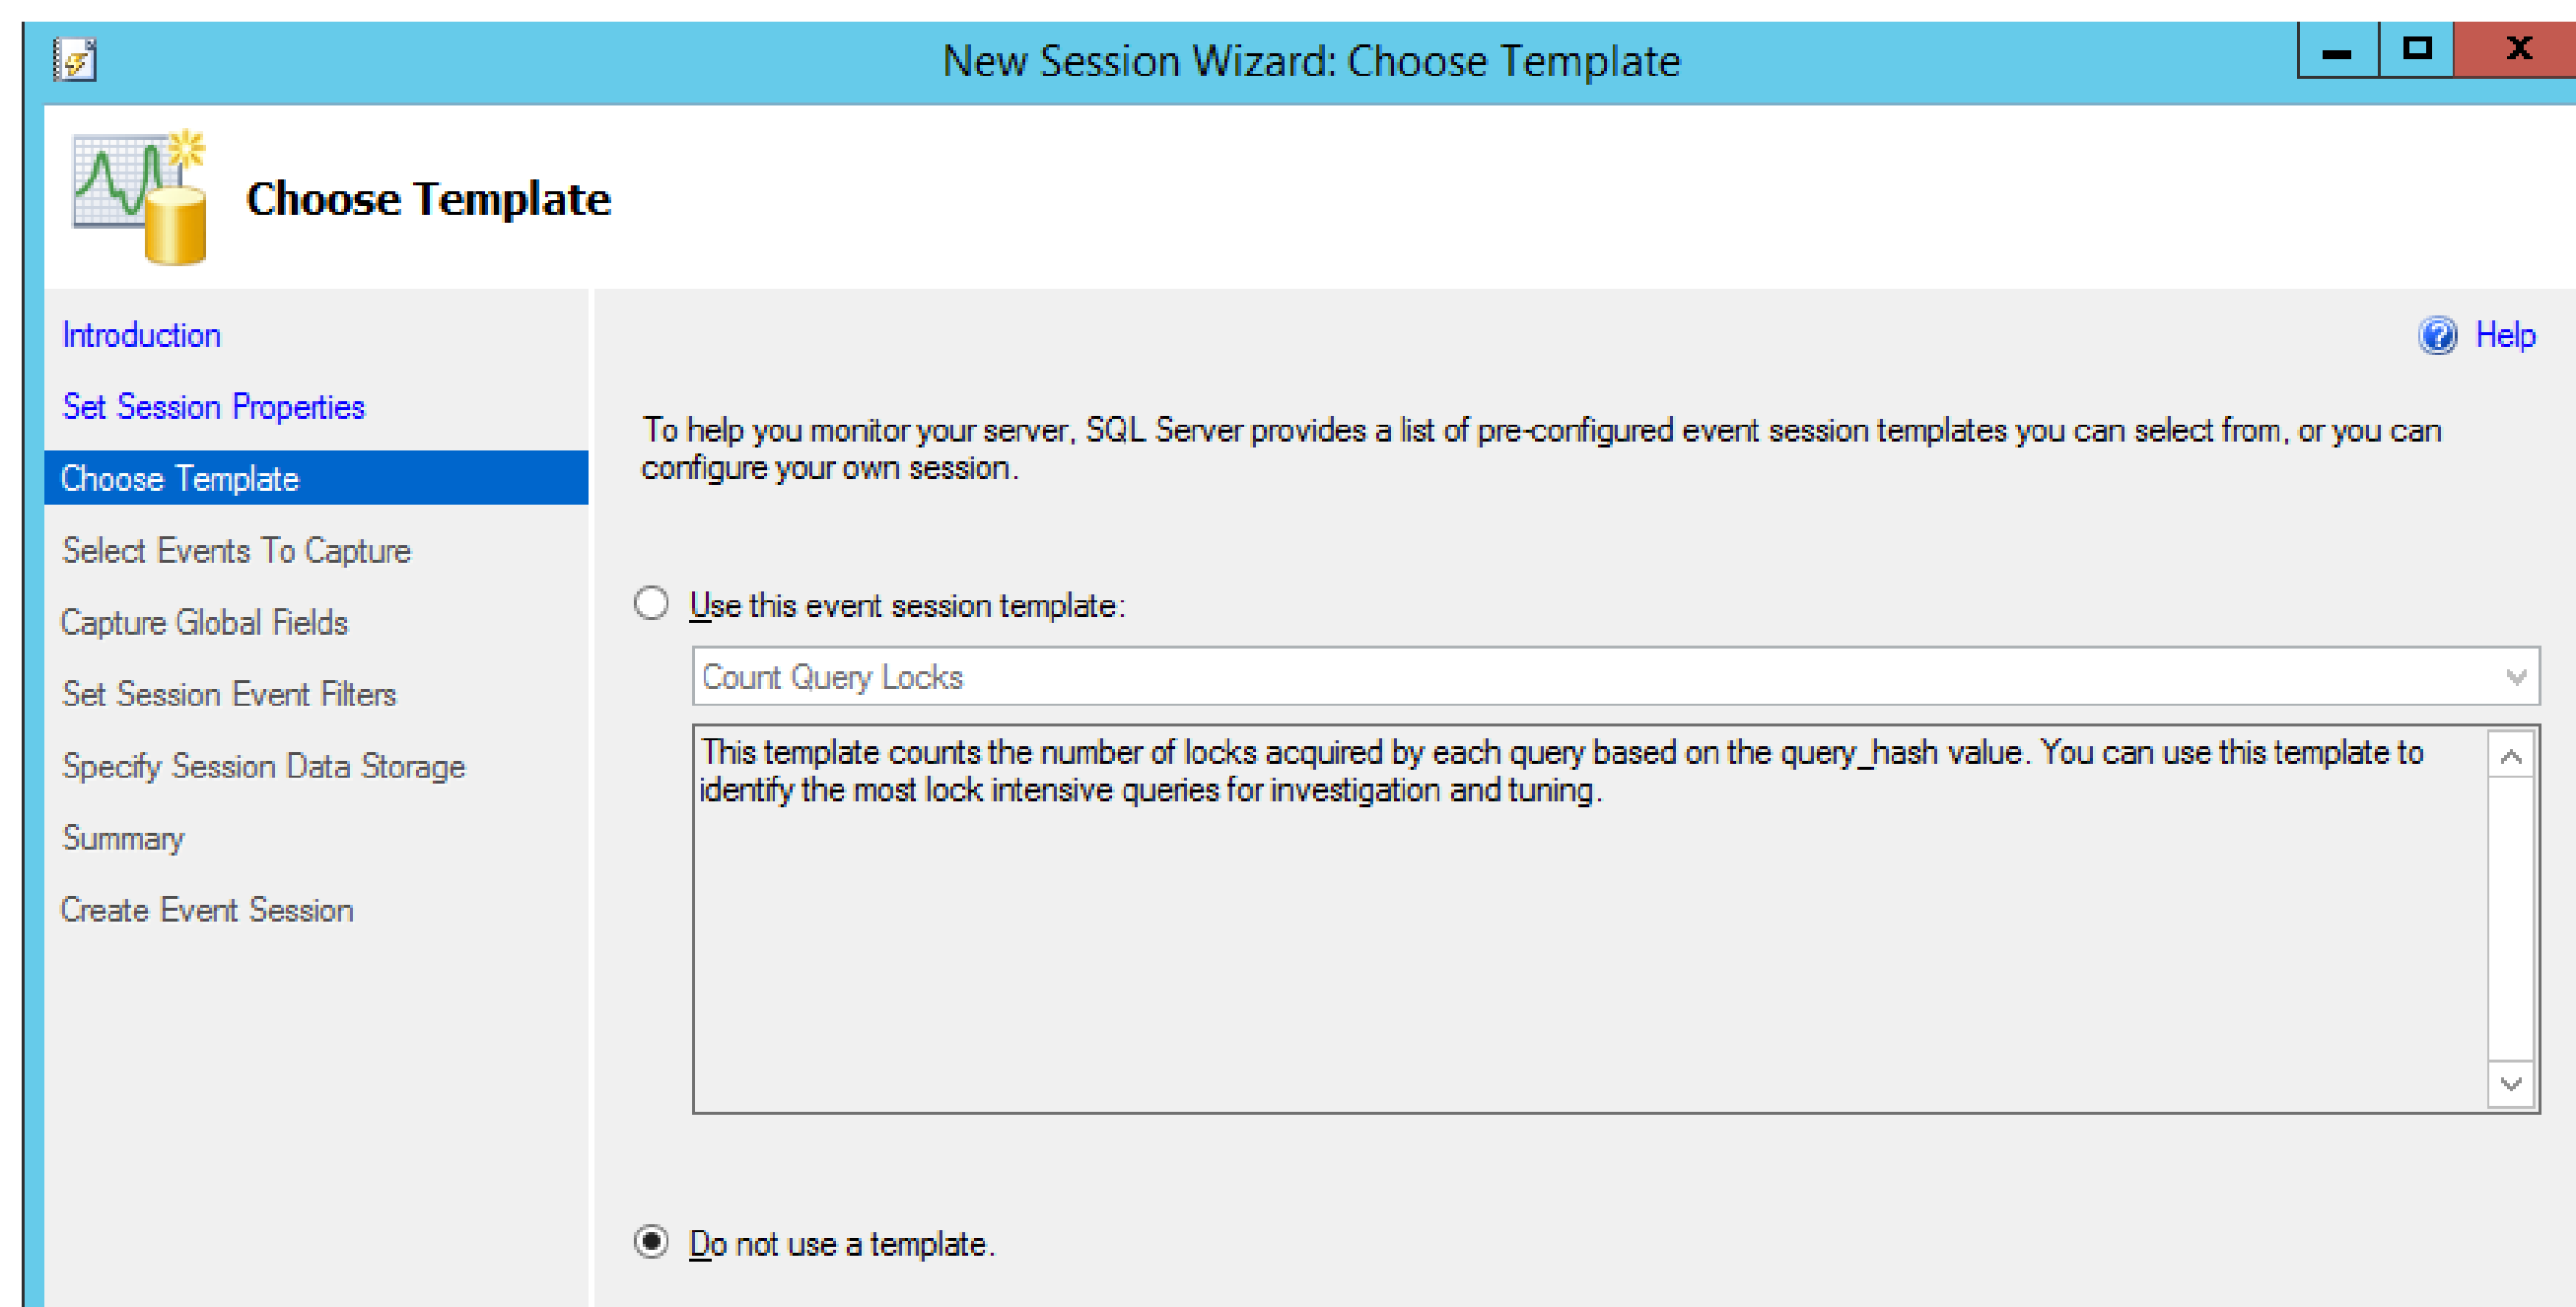 New Session Wizard: Choose Template
Choose Template
Introduction
Set Session Properties
Choose Template
Select Events To Capture
Capture Global Fields
Set Session Event Filters
Specify Session Data Storage
Summary
Create Event Session
Help
To help you monitor your server, SQL Server provides a list of pre-configured event session templates you can select from, or you can
configure your own session.
Use this event session template:
Count Query Locks
This template counts the number of locks acquired by each query based on the query_hash value. You can use this template to
identify the most lock intensive queries for investigation and tuning.
Do not use a template.